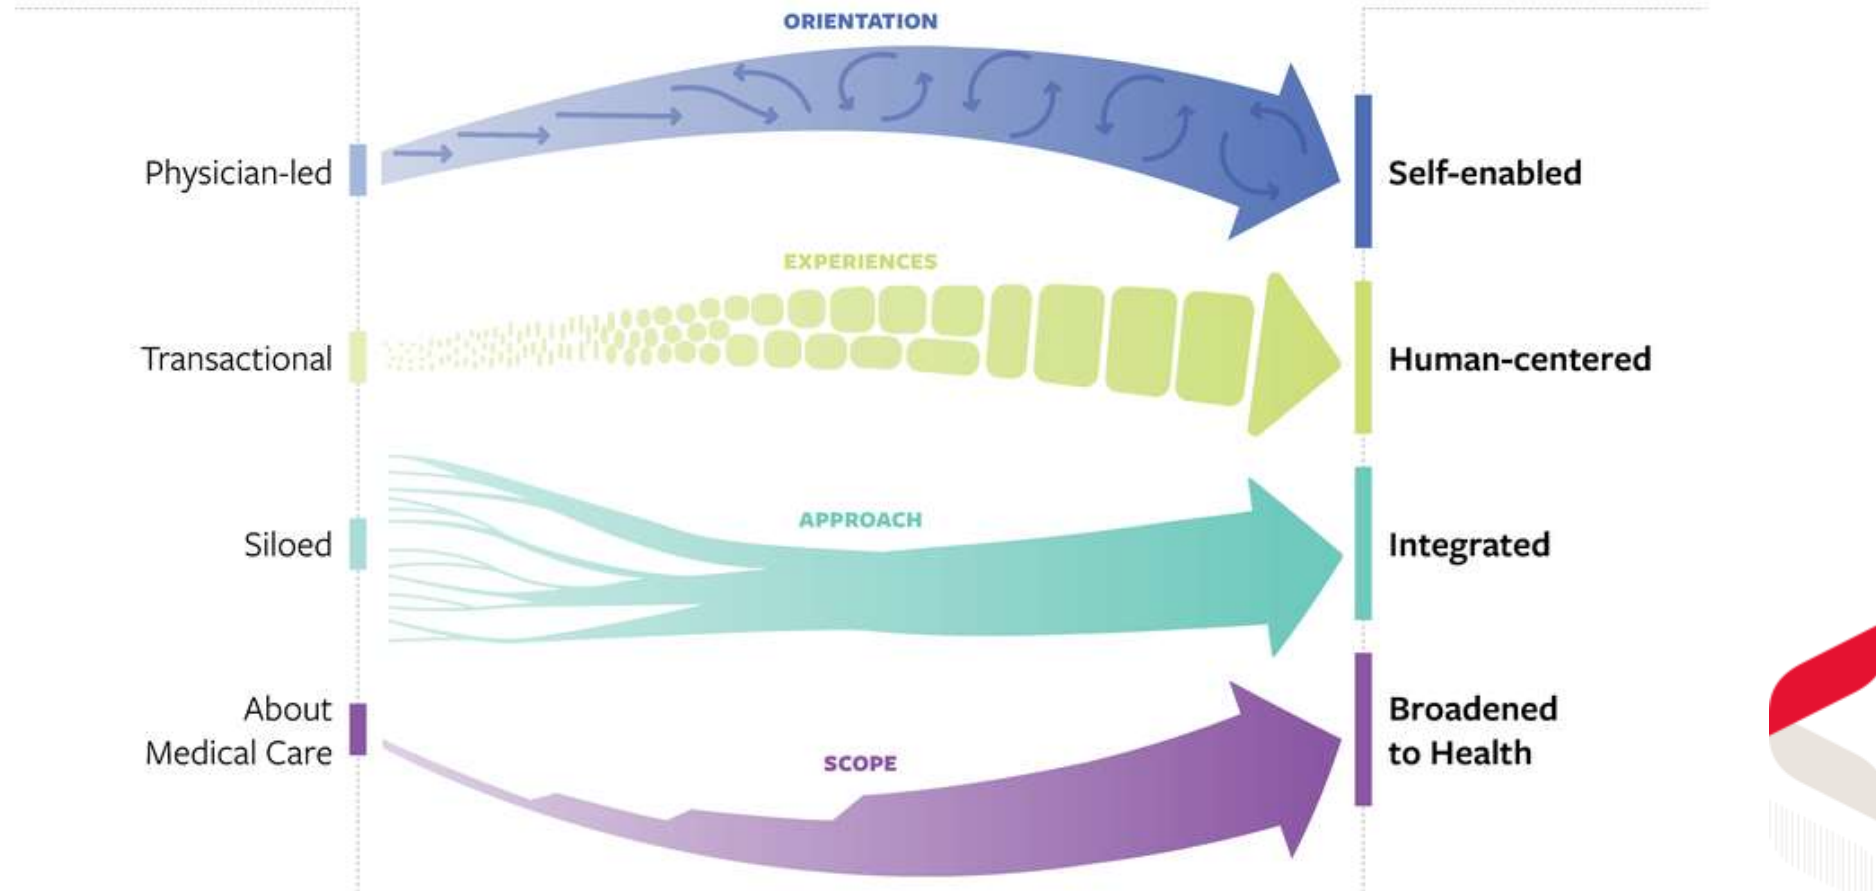 ORIENTATION
Physician-led
Self-enabled
EXPERIENCES
Transactional
Human-centered
APPROACH
Siloed
Integrated
About
Medical Care
SCOPE
Broadened
to Health